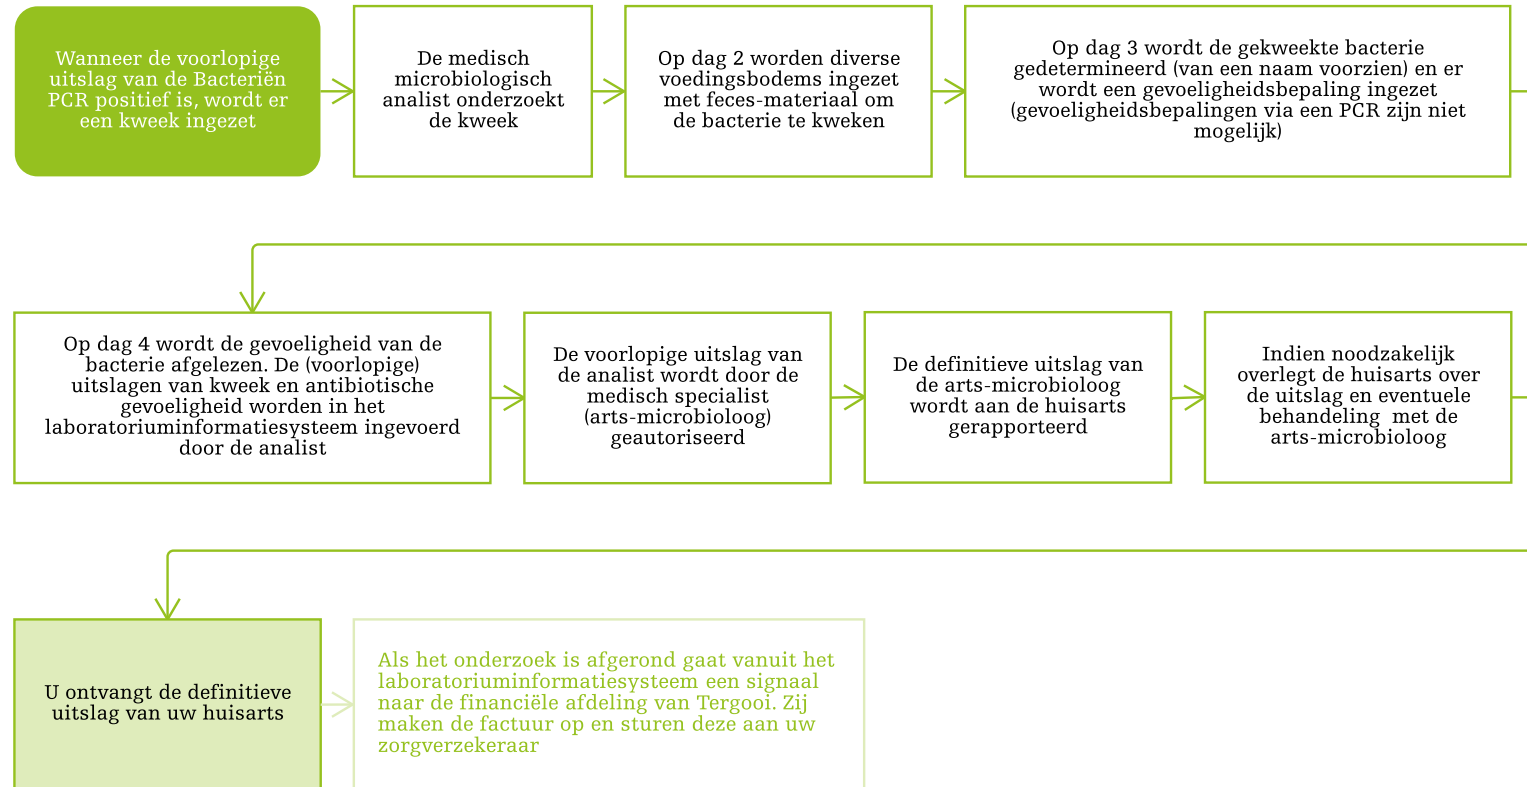 Wanneer de voorlopige
uitslag van de Bacteriën
PCR positief is, wordt er
een kweek ingezet
De medisch
microbiologisch
analist onderzoekt
de kweek
Op dag 2 worden diverse
voedingsbodems ingezet
met feces-materiaal om
de bacterie te kweken
Op dag 3 wordt de gekweekte bacterie
gedetermineerd (van een naam voorzien) en er
wordt een gevoeligheidsbepaling ingezet
(gevoeligheidsbepalingen via een PCR zijn niet
mogelijk)
Op dag 4 wordt de gevoeligheid van de
bacterie afgelezen. De (voorlopige)
uitslagen van kweek en antibiotische
gevoeligheid worden in het
laboratoriuminformatiesysteem ingevoerd
door de analist
De voorlopige uitslag van
de analist wordt door de
medisch specialist
(arts-microbioloog)
geautoriseerd
De definitieve uitslag van
de arts-microbioloog
wordt aan de huisarts
gerapporteerd
Indien noodzakelijk
overlegt de huisarts over
de uitslag en eventuele
behandeling  met de
arts-microbioloog
U ontvangt de definitieve
uitslag van uw huisarts
Als het onderzoek is afgerond gaat vanuit het
laboratoriuminformatiesysteem een signaal
naar de financiële afdeling van Tergooi. Zij
maken de factuur op en sturen deze aan uw
zorgverzekeraar